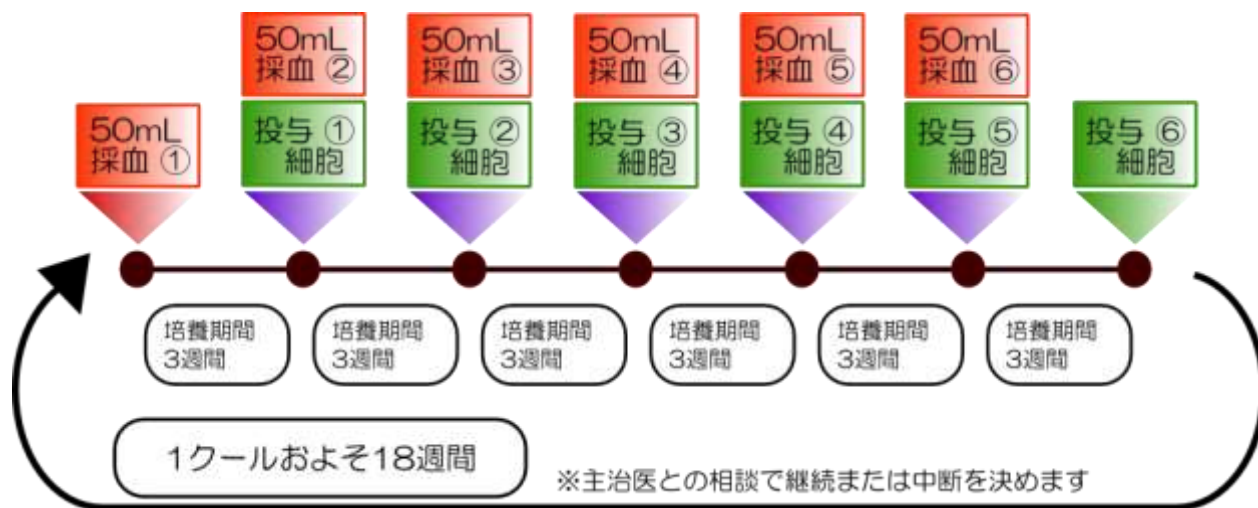 50mL
採血 ①
50mL
採血 ②
投与 ①
細胞
50mL
採血 ③
投与 ②
細胞
50mL
採血 ④
投与 ③
細胞
50mL
採血 ⑤
投与 ④
細胞
50mL
採血 ⑥
投与 ⑤
細胞
投与 ⑥
細胞
培養期間
3週間
培養期間
3週間
培養期間
3週間
培養期間
3週間
培養期間
3週間
培養期間
3週間
1クールおよそ18週間
※主治医との相談で継続または中断を決めます